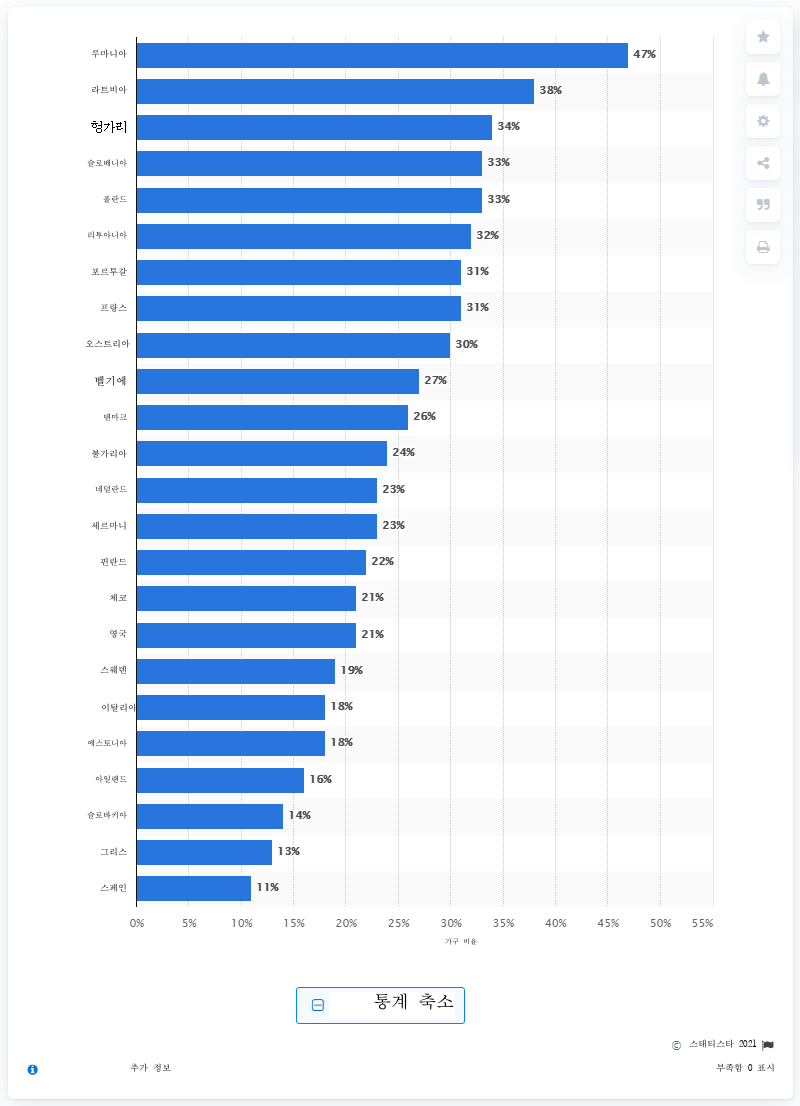 루마니아 47%
라트비아 38%
헝가리 34%
슬로베니아 33%
폴란드 33%
리투아니아 32%
포르투갈 31%
프랑스 31%
오스트리아 30%
벨기에 27%
덴마크 26%
불가리아 24%
네덜란드 23%
세르마니 23%
핀란드 22%
체코 21%
영국 21%
스웨덴 19%
이탈리아 18%
에스토니아 18%
아일랜드 16%
슬로바키아 14%
그리스 13%
스페인 11%
0% 5% 10% 15% 20% 25% 30% 35% 40% 45% 50% 55%
가구 비율
통계 축소
© 스태티스타 2021
추가 정보 부족함 0 표시